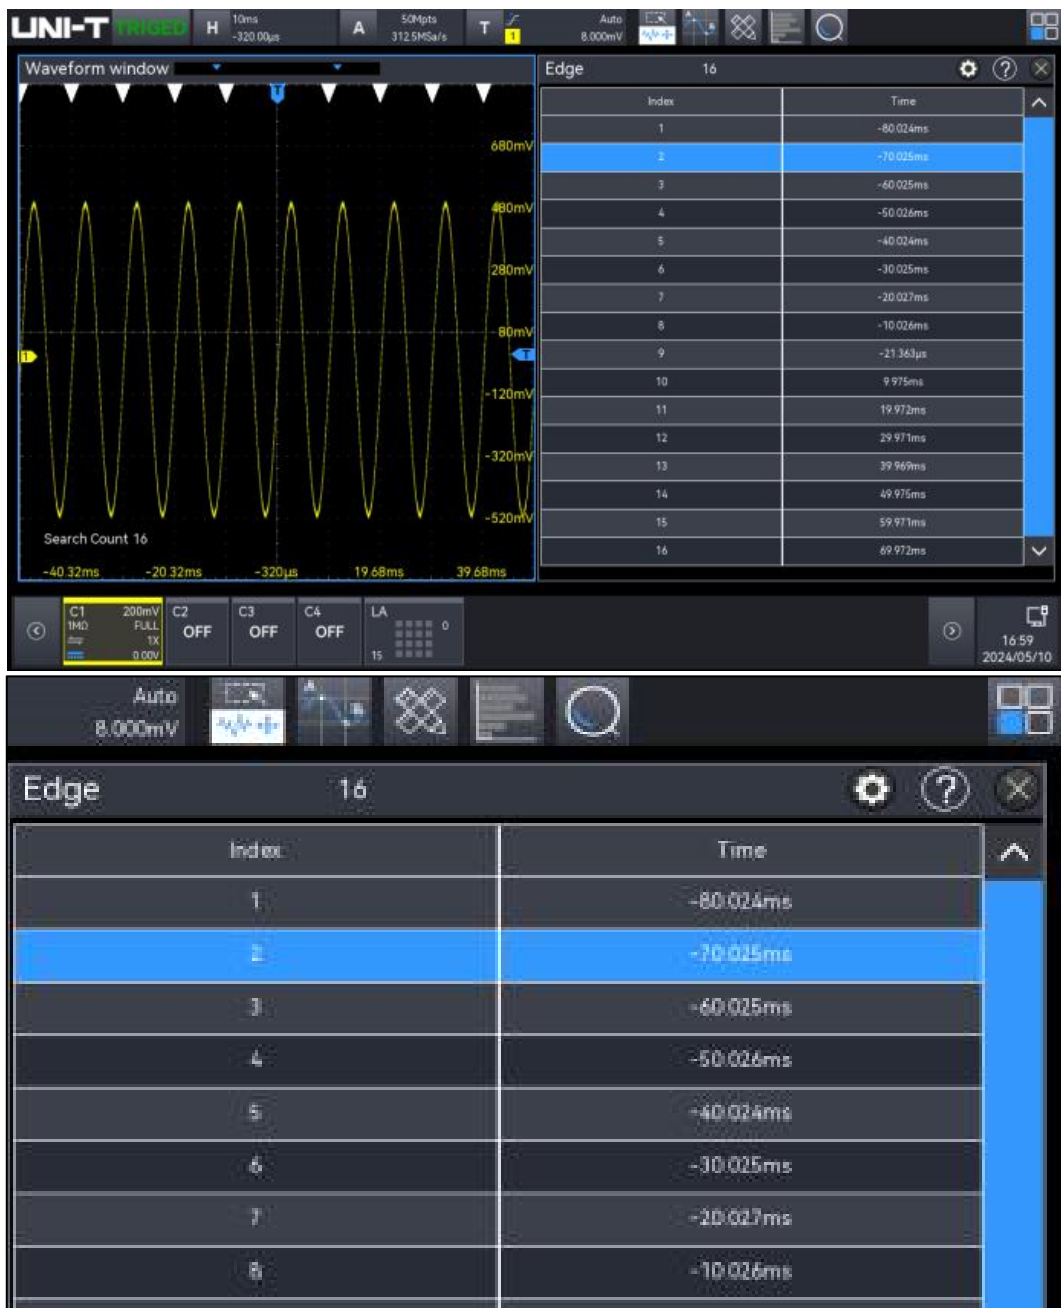 UNI-T TRIGED H 10ms -320.00μs A 50Mpts 312.5MSa/s T 1 Auto 8.000mV
Waveform window
T
680mV
480mV
280mV
80mV
1 T
-120mV
-320mV
-520mV
Search Count 16
-40.32ms -20.32ms -320μs 19.68ms 39.68ms
Edge 16
Index Time
1 -80.024ms
2 -70.025ms
3 -60.025ms
4 -50.026ms
5 -40.024ms
6 -30.025ms
7 -20.027ms
8 -10.026ms
9 -21.363μs
10 9.975ms
11 19.972ms
12 29.971ms
13 39.969ms
14 49.975ms
15 59.971ms
16 69.972ms
C1 200mV
1MΩ FULL
1X
0.00V
C2 OFF
C3 OFF
C4 OFF
LA 0
15
16:59
2024/05/10
Auto
8.000mV
A B
Edge 16
Index Time
1 -80.024ms
2 -70.025ms
3 -60.025ms
4 -50.026ms
5 -40.024ms
6 -30.025ms
7 -20.027ms
8 -10.026ms